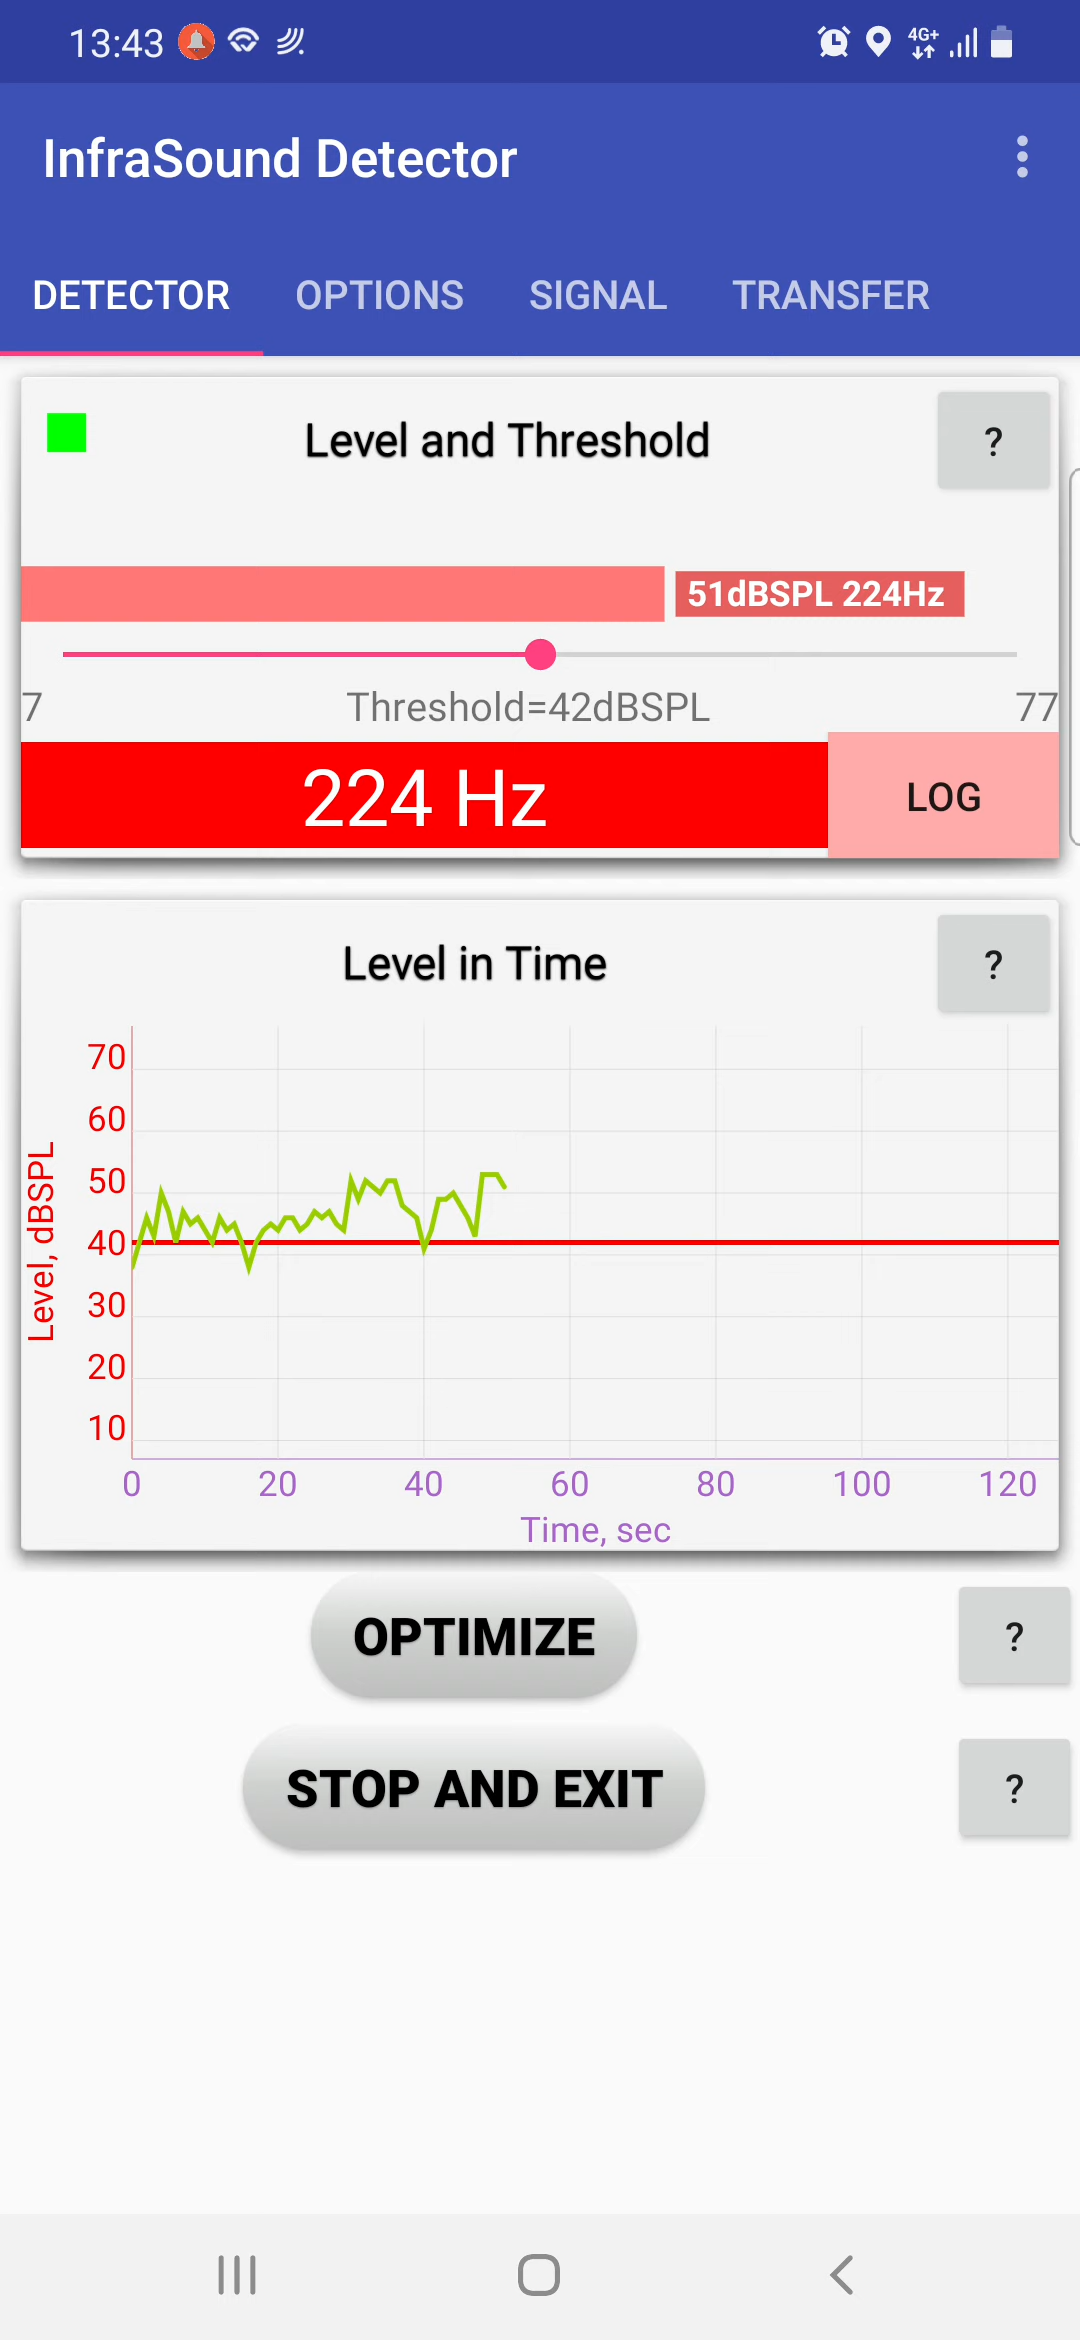 13:43
4G+
InfraSound Detector
DETECTOR OPTIONS SIGNAL TRANSFER
Level and Threshold
?
51dBSPL 224Hz
7 Threshold=42dBSPL 77
224 Hz LOG
Level in Time
?
Level, dBSPL
70
60
50
40
30
20
10
0 20 40 60 80 100 120
Time, sec
OPTIMIZE ?
STOP AND EXIT ?